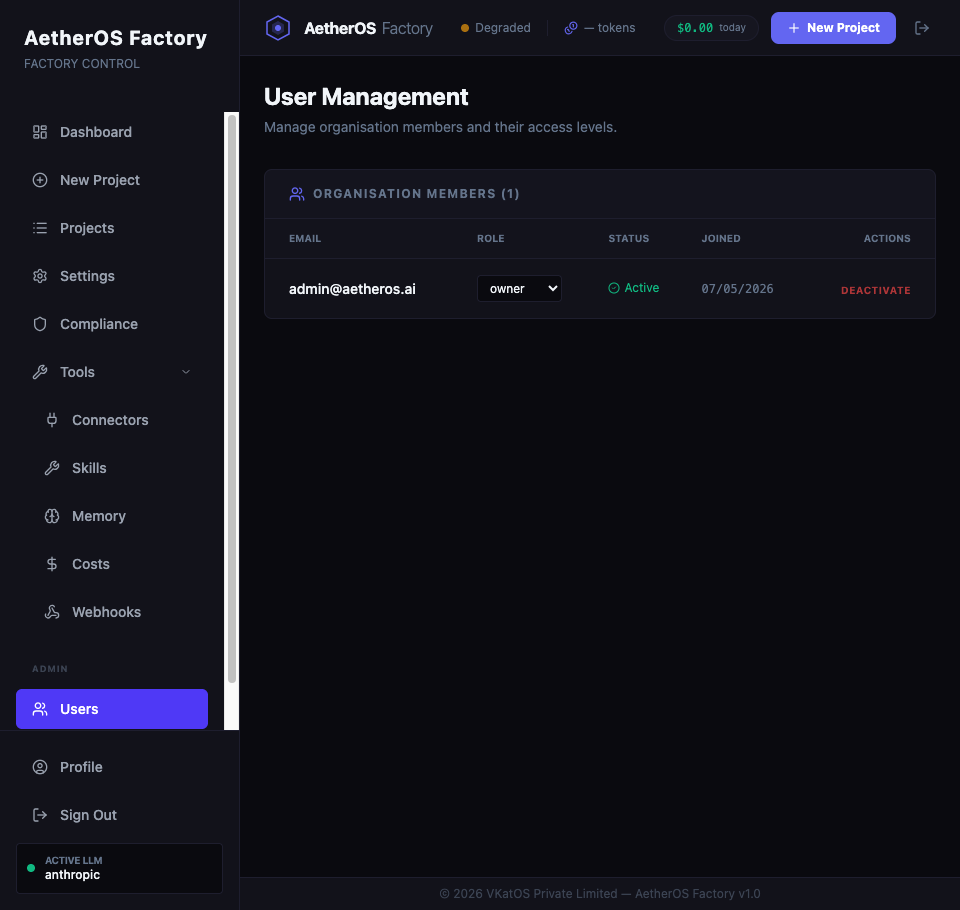 AetherOS Factory
FACTORY CONTROL
Dashboard
New Project
Projects
Settings
Compliance
Tools
Connectors
Skills
Memory
Costs
Webhooks
ADMIN
Users
Profile
Sign Out
ACTIVE LLM
anthropic
AetherOS Factory
Degraded
— tokens
$0.00 today
New Project
User Management
Manage organisation members and their access levels.
ORGANISATION MEMBERS (1)
EMAIL ROLE STATUS JOINED ACTIONS
admin@aetheros.ai owner Active 07/05/2026 DEACTIVATE
© 2026 VKatOS Private Limited — AetherOS Factory v1.0